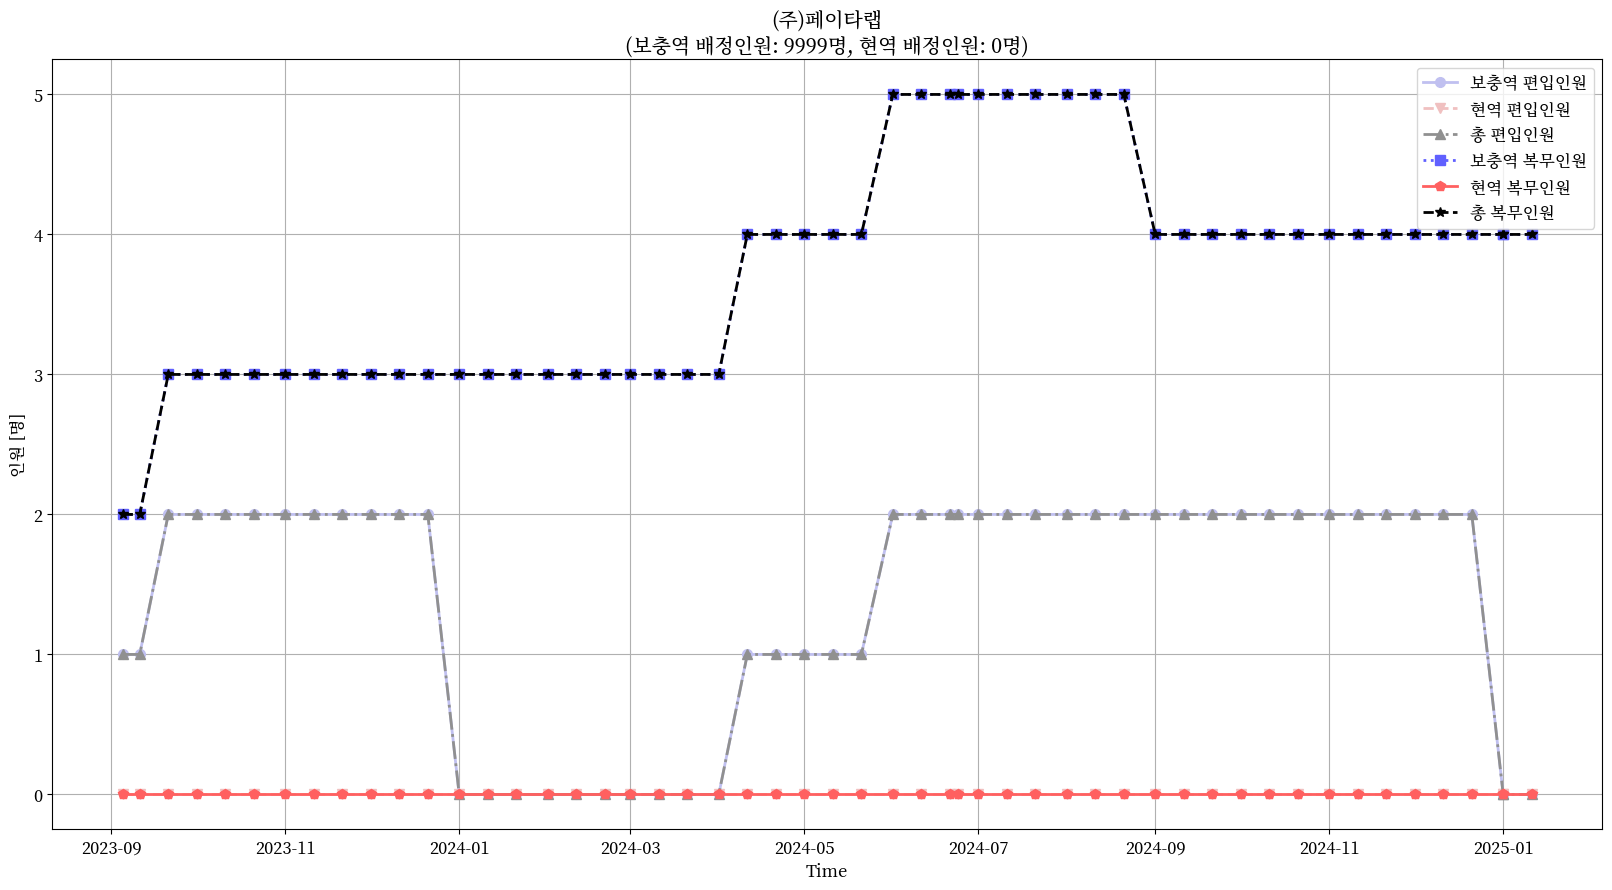 (주)페이타랩
(보충역 배정인원: 9999명, 현역 배정인원: 0명)
보충역 편입인원
현역 편입인원
총 편입인원
보충역 복무인원
현역 복무인원
총 복무인원
인원 [명]
5
4
3
2
1
0
2023-09
2023-11
2024-01
2024-03
2024-05
2024-07
2024-09
2024-11
2025-01
Time